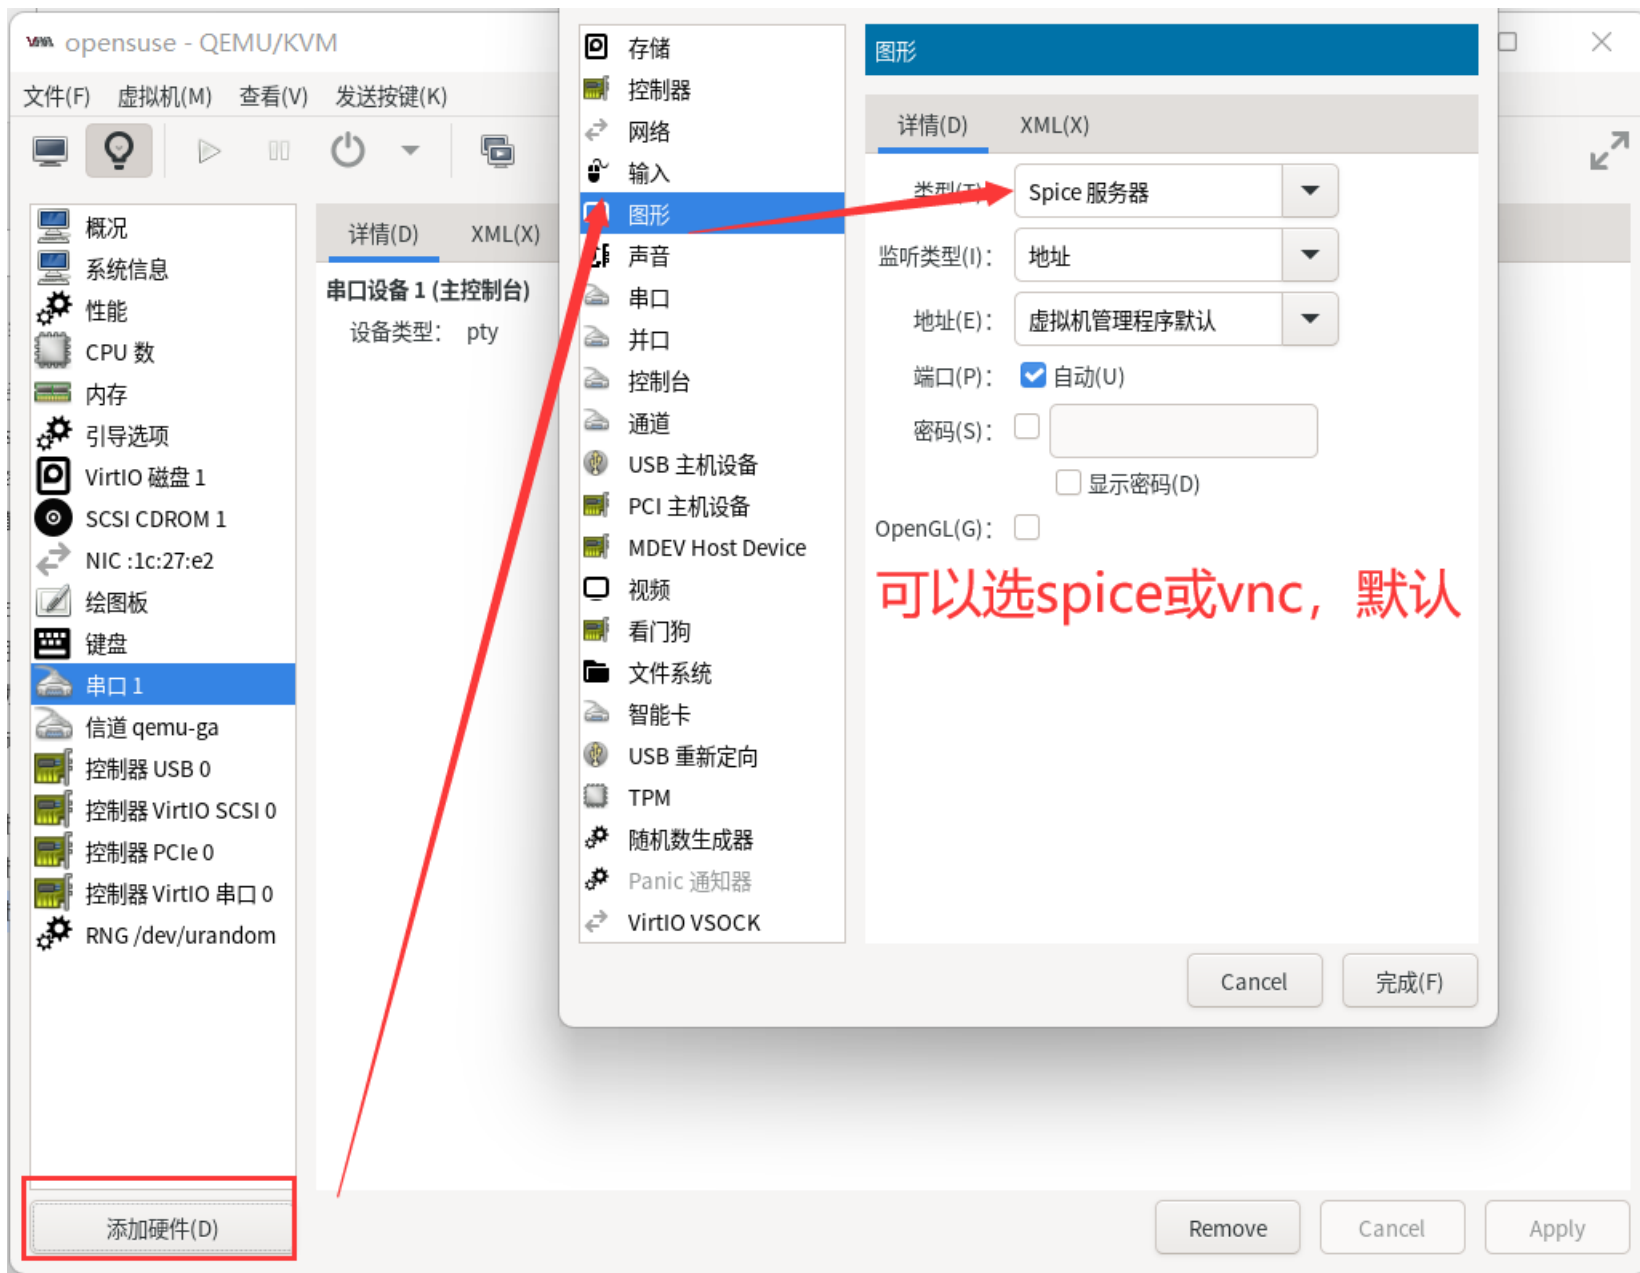 opensuse - QEMU/KVM
文件(F) 虚拟机(M) 查看(V) 发送按键(K)
概况
系统信息
性能
CPU 数
内存
引导选项
VirtIO 磁盘 1
SCSI CDROM 1
NIC :1c:27:e2
绘图板
键盘
串口 1
信道 qemu-ga
控制器 USB 0
控制器 VirtIO SCSI 0
控制器 PCIe 0
控制器 VirtIO 串口 0
RNG /dev/urandom
添加硬件(D)
详情(D) XML(X)
串口设备 1 (主控制台)
设备类型： pty
存储
控制器
网络
输入
图形
声音
串口
并口
控制台
通道
USB 主机设备
PCI 主机设备
MDEV Host Device
视频
看门狗
文件系统
智能卡
USB 重新定向
TPM
随机数生成器
Panic 通知器
VirtIO VSOCK
图形
详情(D) XML(X)
类型(T) Spice 服务器
监听类型(I)： 地址
地址(E)： 虚拟机管理程序默认
端口(P)： 自动(U)
密码(S)：
显示密码(D)
OpenGL(G)：
可以选spice或vnc，默认
Cancel 完成(F)
Remove Cancel Apply